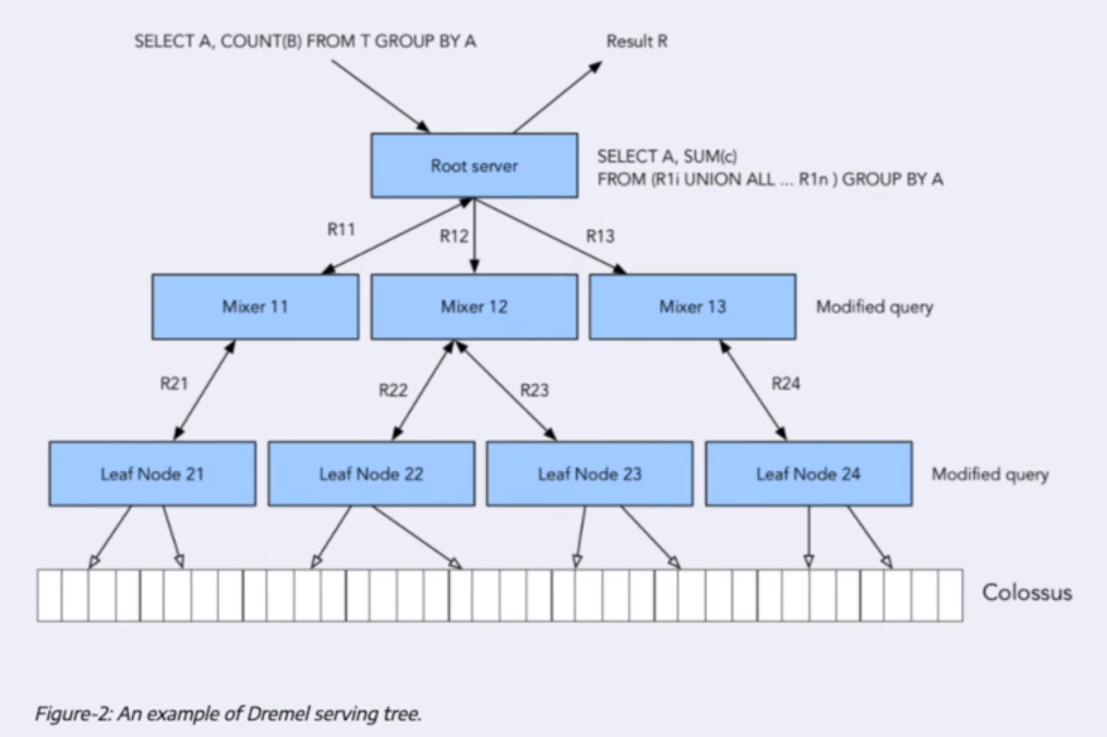 SELECT A, COUNT(B) FROM T GROUP BY A
Result R
Root server
SELECT A, SUM(c)
FROM (R1i UNION ALL ... R1n ) GROUP BY A
R11
R12
R13
Mixer 11
Mixer 12
Mixer 13
Modified query
R21
R22
R23
R24
Leaf Node 21
Leaf Node 22
Leaf Node 23
Leaf Node 24
Modified query
Colossus
Figure-2: An example of Dremel serving tree.